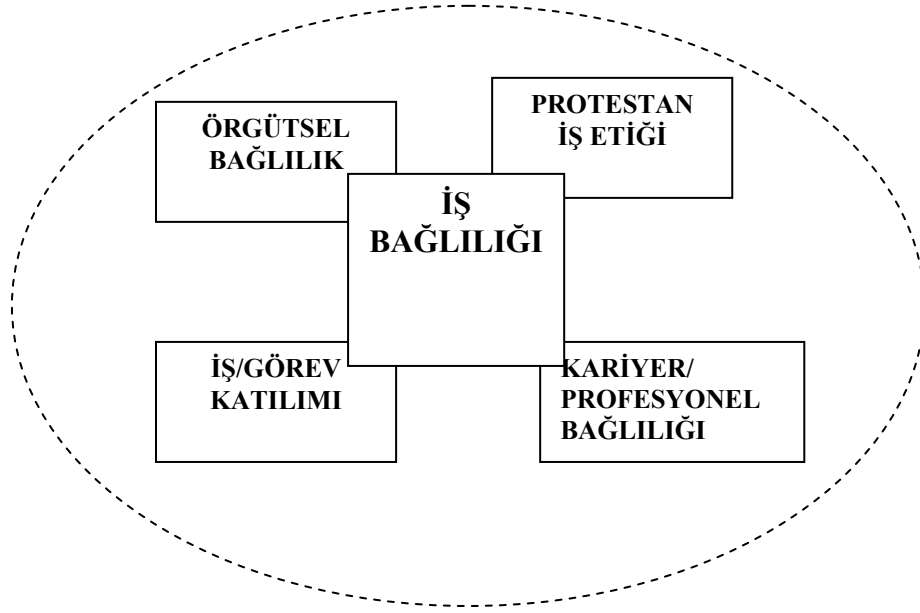 ÖRGÜTSEL
BAĞLILIK
PROTESTAN
İŞ ETİĞİ
İŞ
BAĞLILIĞI
İŞ/GÖREV
KATILIMI
KARİYER/
PROFESYONEL
BAĞLILIĞI